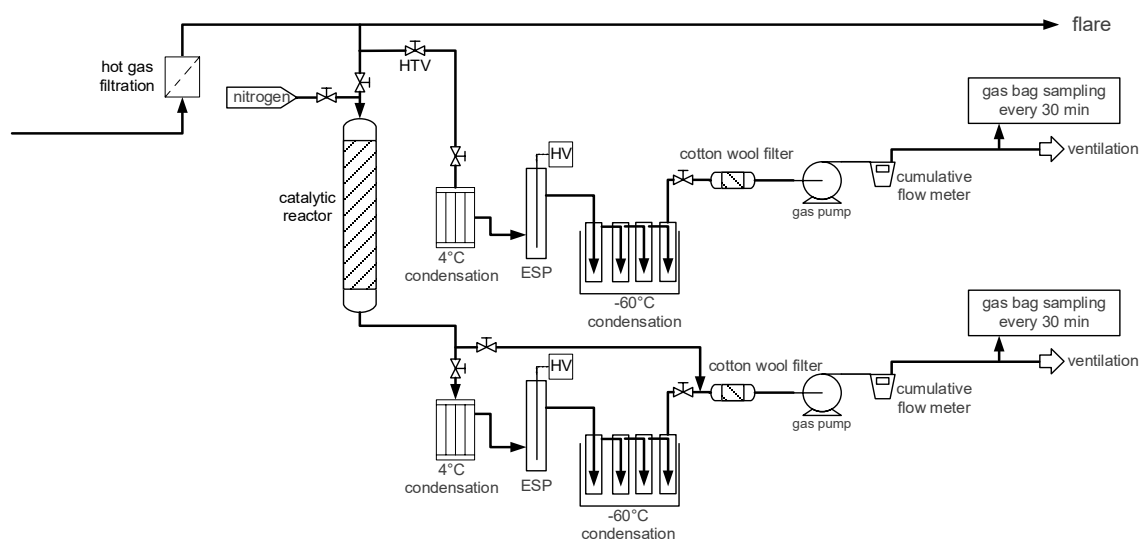 flare
hot gas
filtration
HTV
nitrogen
gas bag sampling
every 30 min
ventilation
cotton wool filter
HV
cumulative
flow meter
gas pump
catalytic
reactor
4°C
condensation
ESP
-60°C
condensation
gas bag sampling
every 30 min
ventilation
cotton wool filter
HV
cumulative
flow meter
gas pump
4°C
condensation
ESP
-60°C
condensation